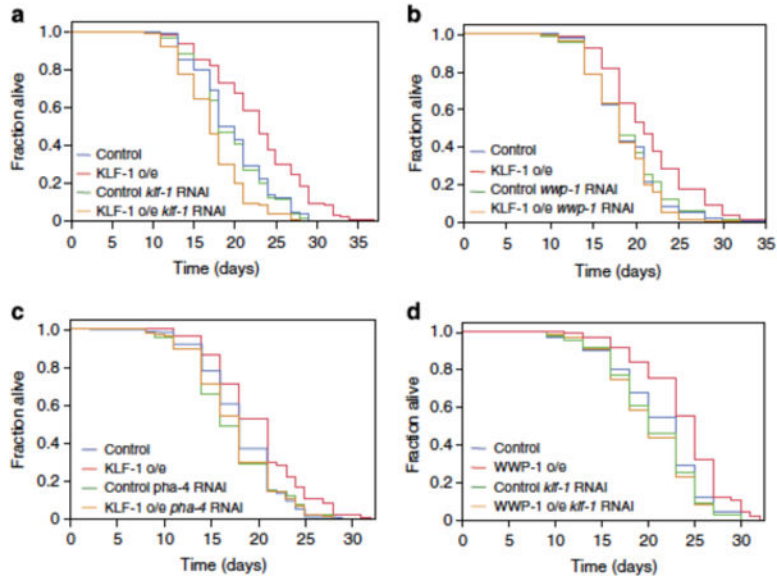 a
Fraction alive
1.0
0.8
0.6
0.4
0.2
0
Control
KLF-1 o/e
Control klf-1 RNAI
KLF-1 o/e klf-1 RNAI
0 5 10 15 20 25 30 35
Time (days)
b
Fraction alive
1.0
0.8
0.6
0.4
0.2
0.0
Control
KLF-1 o/e
Control wwp-1 RNAI
KLF-1 o/e wwp-1 RNAI
0 5 10 15 20 25 30 35
Time (days)
c
Fraction alive
1.0
0.8
0.6
0.4
0.2
0.0
Control
KLF-1 o/e
Control pha-4 RNAI
KLF-1 o/e pha-4 RNAI
0 5 10 15 20 25 30
Time (days)
d
Fraction alive
1.0
0.8
0.6
0.4
0.2
0.0
Control
WWP-1 o/e
Control klf-1 RNAI
WWP-1 o/e klf-1 RNAI
0 5 10 15 20 25 30
Time (days)